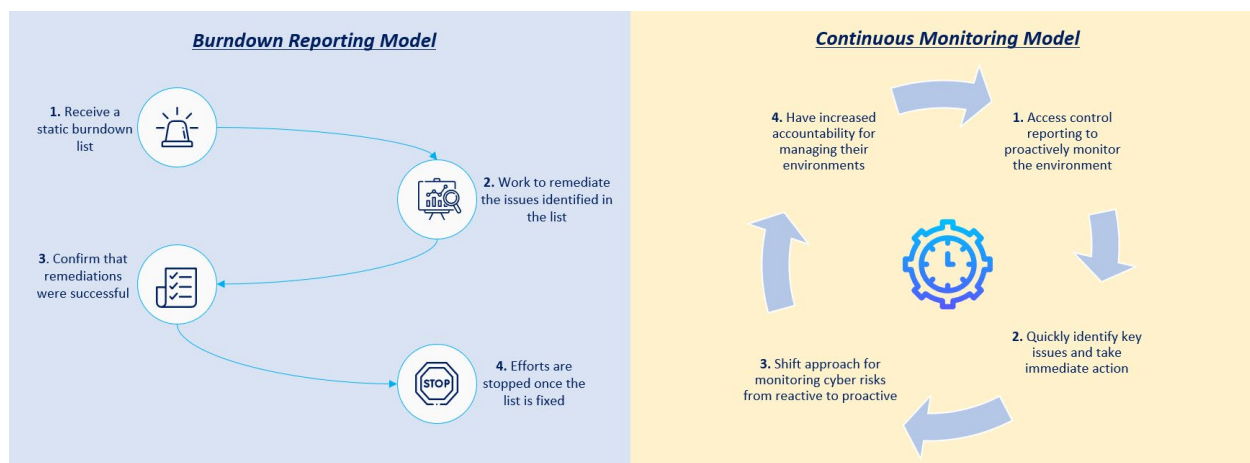 Burndown Reporting Model
1. Receive a
static burndown
list
2. Work to remediate
the issues identified in
the list
3. Confirm that
remediations
were successful
4. Efforts are
stopped once the
list is fixed
STOP
Continuous Monitoring Model
1. Access control
reporting to
proactively monitor
the environment
2. Quickly identify key
issues and take
immediate action
3. Shift approach for
monitoring cyber risks
from reactive to proactive
4. Have increased
accountability for
managing their
environments